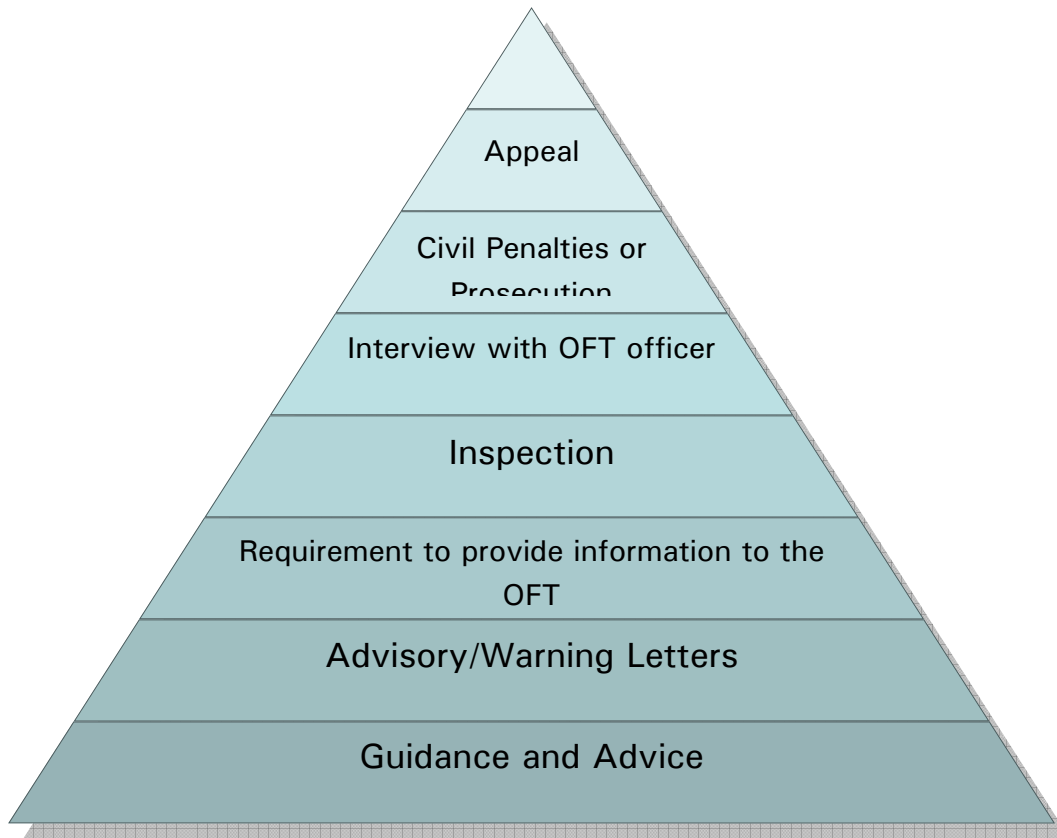 Appeal
Civil Penalties or
Prosecution
Interview with OFT officer
Inspection
Requirement to provide information to the
OFT
Advisory/Warning Letters
Guidance and Advice